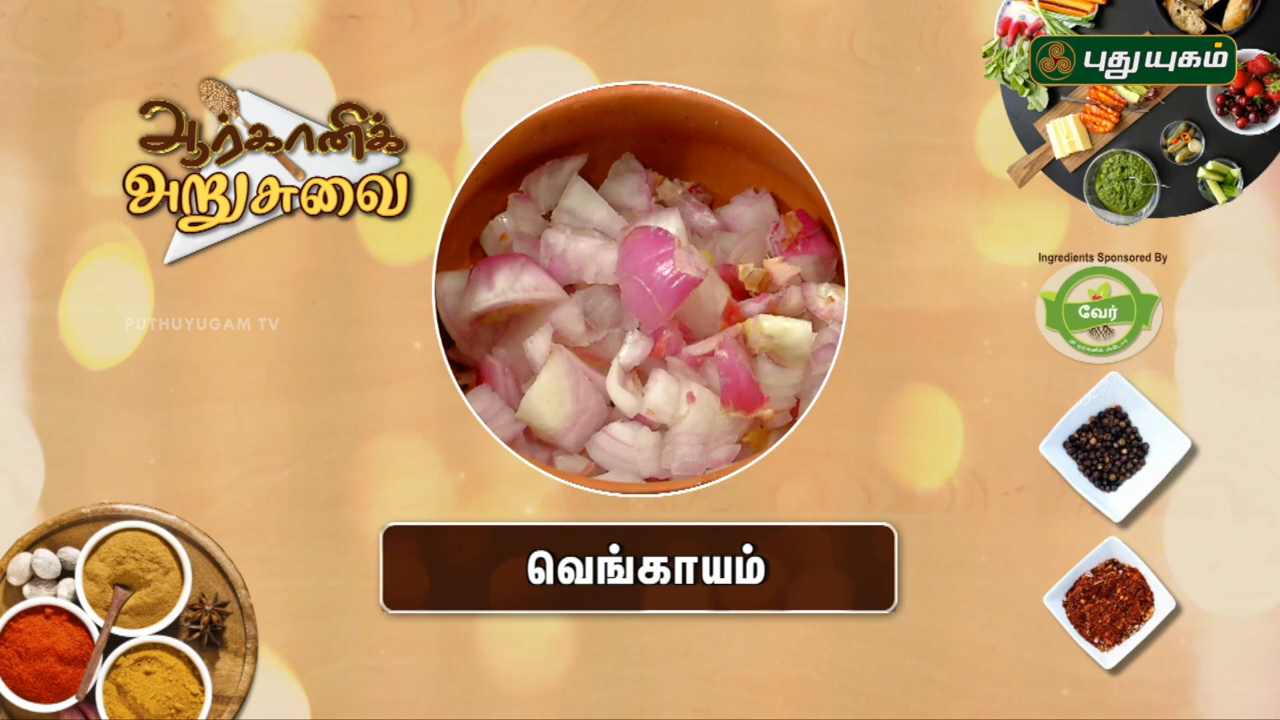 ஆர்கானிக்
அறுசுவை
புதுயுகம்
PUTHUYUGAM TV
Ingredients Sponsored By
வேர்
வெங்காயம்